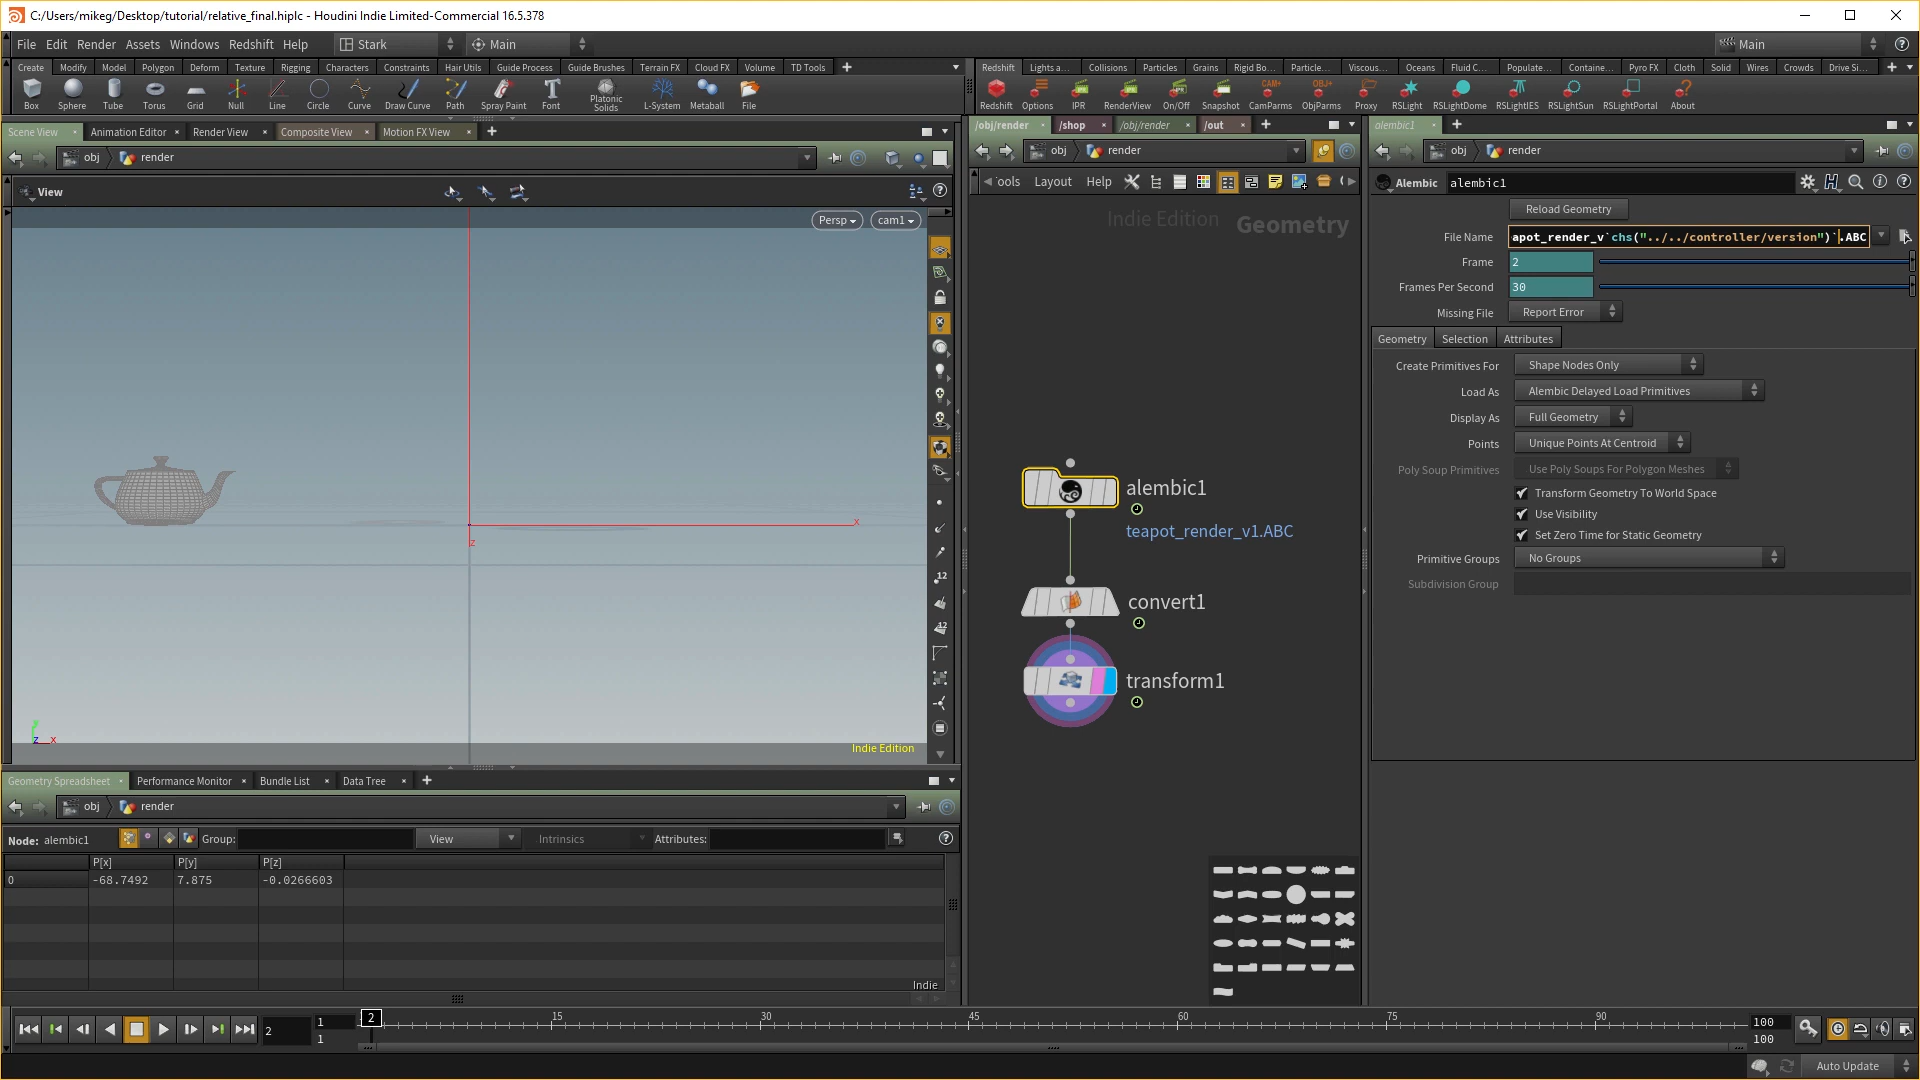 C:/Users/mikeg/Desktop/tutorial/relative_final.hiplc - Houdini Indie Limited-Commercial 16.5.378
File Edit Render Assets Windows Redshift Help Stark Main Main
Create Modify Model Polygon Deform Texture Rigging Characters Constraints Hair Utils Guide Process Guide Brushes Terrain FX Cloud FX Volume TD Tools
Redshift Lights a... Collisions Particles Grains Rigid Bo... Particle... Viscous... Oceans Fluid C... Populate... Containe... Pyro FX Cloth Solid Wires Crowds Drive Si...
Box Sphere Tube Torus Grid Null Line Circle Curve Draw Curve Path Spray Paint Font Platonic Solids L-System Metaball File
Redshift Options IPR RenderView On/Off Snapshot CamParms ObjParms Proxy RSLight RSLightDome RSLightIES RSLightSun RSLightPortal About
Scene View Animation Editor Render View Composite View Motion FX View
/obj/render /shop /obj/render /out
alembic1
obj render
obj render
obj render
View
ools Layout Help
Alembic alembic1
Persp cam1
Indie Edition Geometry
Reload Geometry
File Name apot_render_v`chs("../../controller/version")`.ABC
Frame 2
Frames Per Second 30
Missing File Report Error
Geometry Selection Attributes
Create Primitives For Shape Nodes Only
Load As Alembic Delayed Load Primitives
Display As Full Geometry
Points Unique Points At Centroid
Poly Soup Primitives Use Poly Soups For Polygon Meshes
Transform Geometry To World Space
Use Visibility
Set Zero Time for Static Geometry
Primitive Groups No Groups
Subdivision Group
alembic1
teapot_render_v1.ABC
convert1
transform1
x
z
y
z x
Indie Edition
12
12
Geometry Spreadsheet Performance Monitor Bundle List Data Tree
obj render
Node: alembic1 Group: View Intrinsics Attributes:
P[x] P[y] P[z]
0 -68.7492 7.875 -0.0266603
Indie
2 1 1 2 15 30 45 60 75 90 100 100
Auto Update